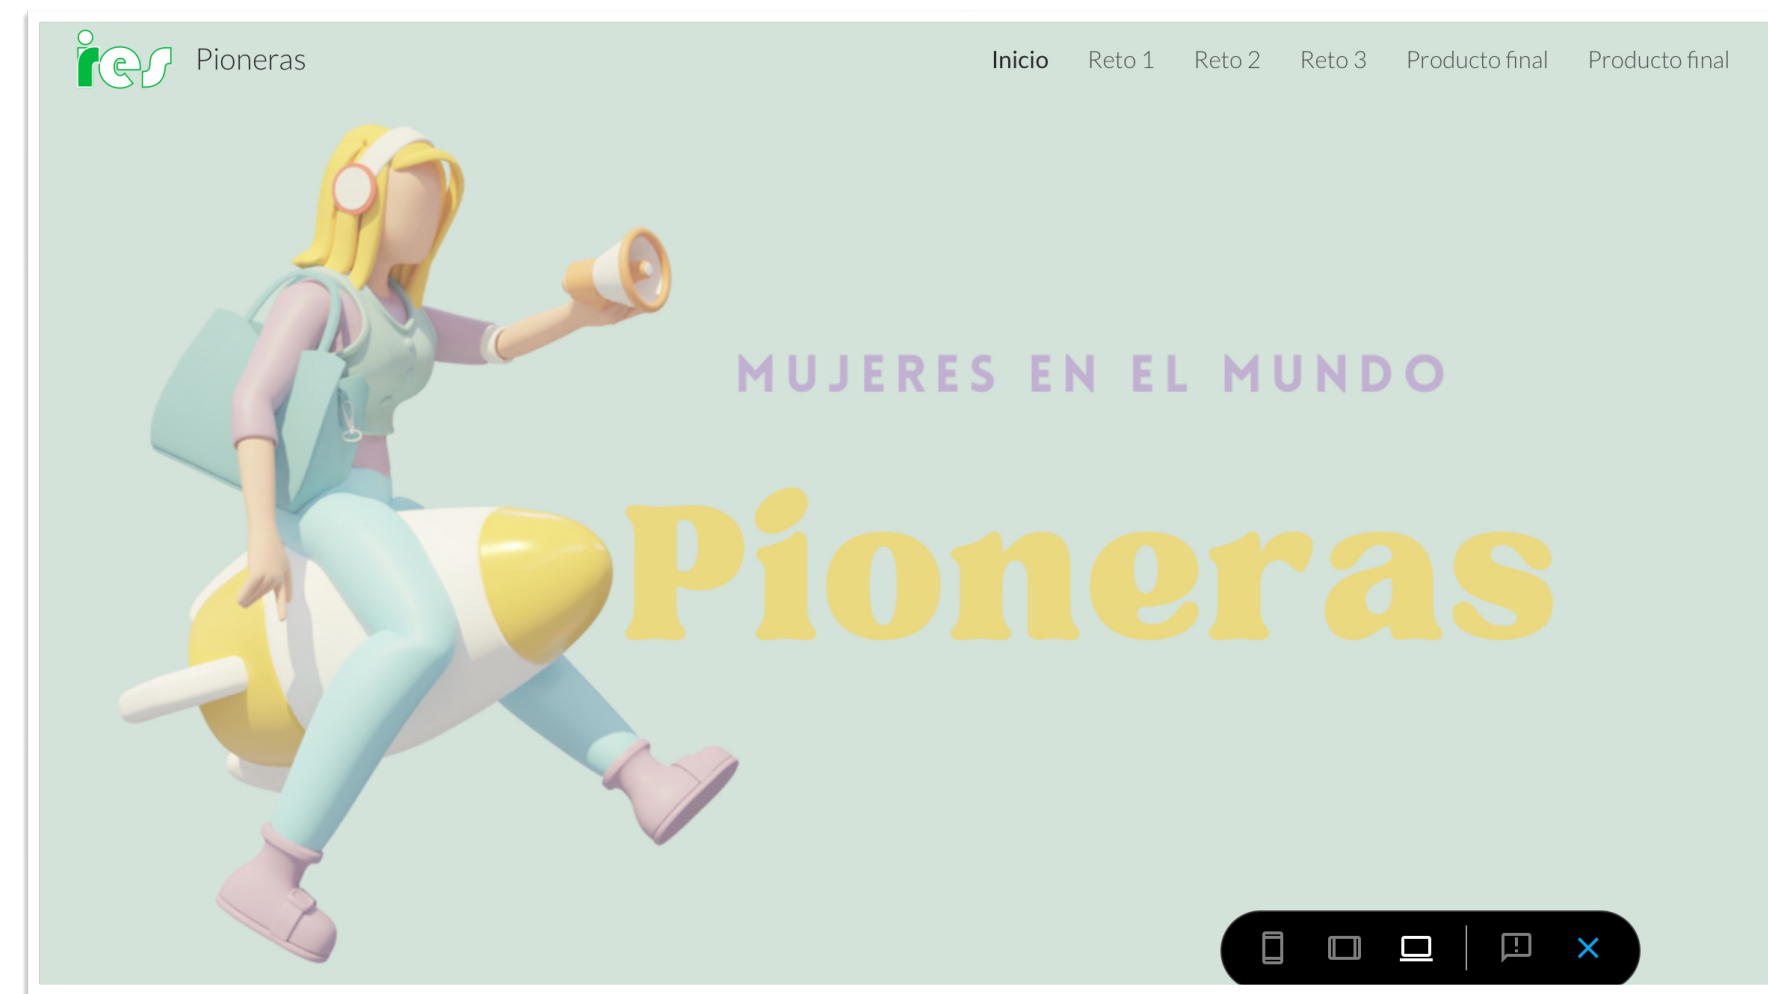 ies
Pioneras
Inicio Reto 1 Reto 2 Reto 3 Producto final Producto final
MUJERES EN EL MUNDO
Pioneras